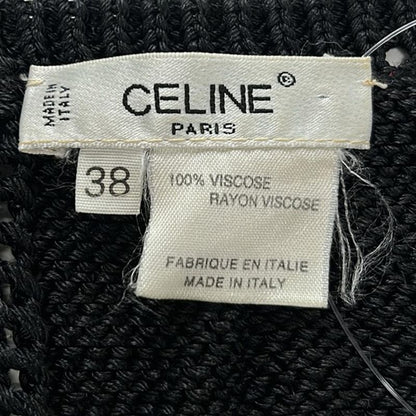 MADE IN
ITALY
CELINE®
PARIS
38
100% VISCOSE
RAYON VISCOSE
FABRIQUE EN ITALIE
MADE IN ITALY